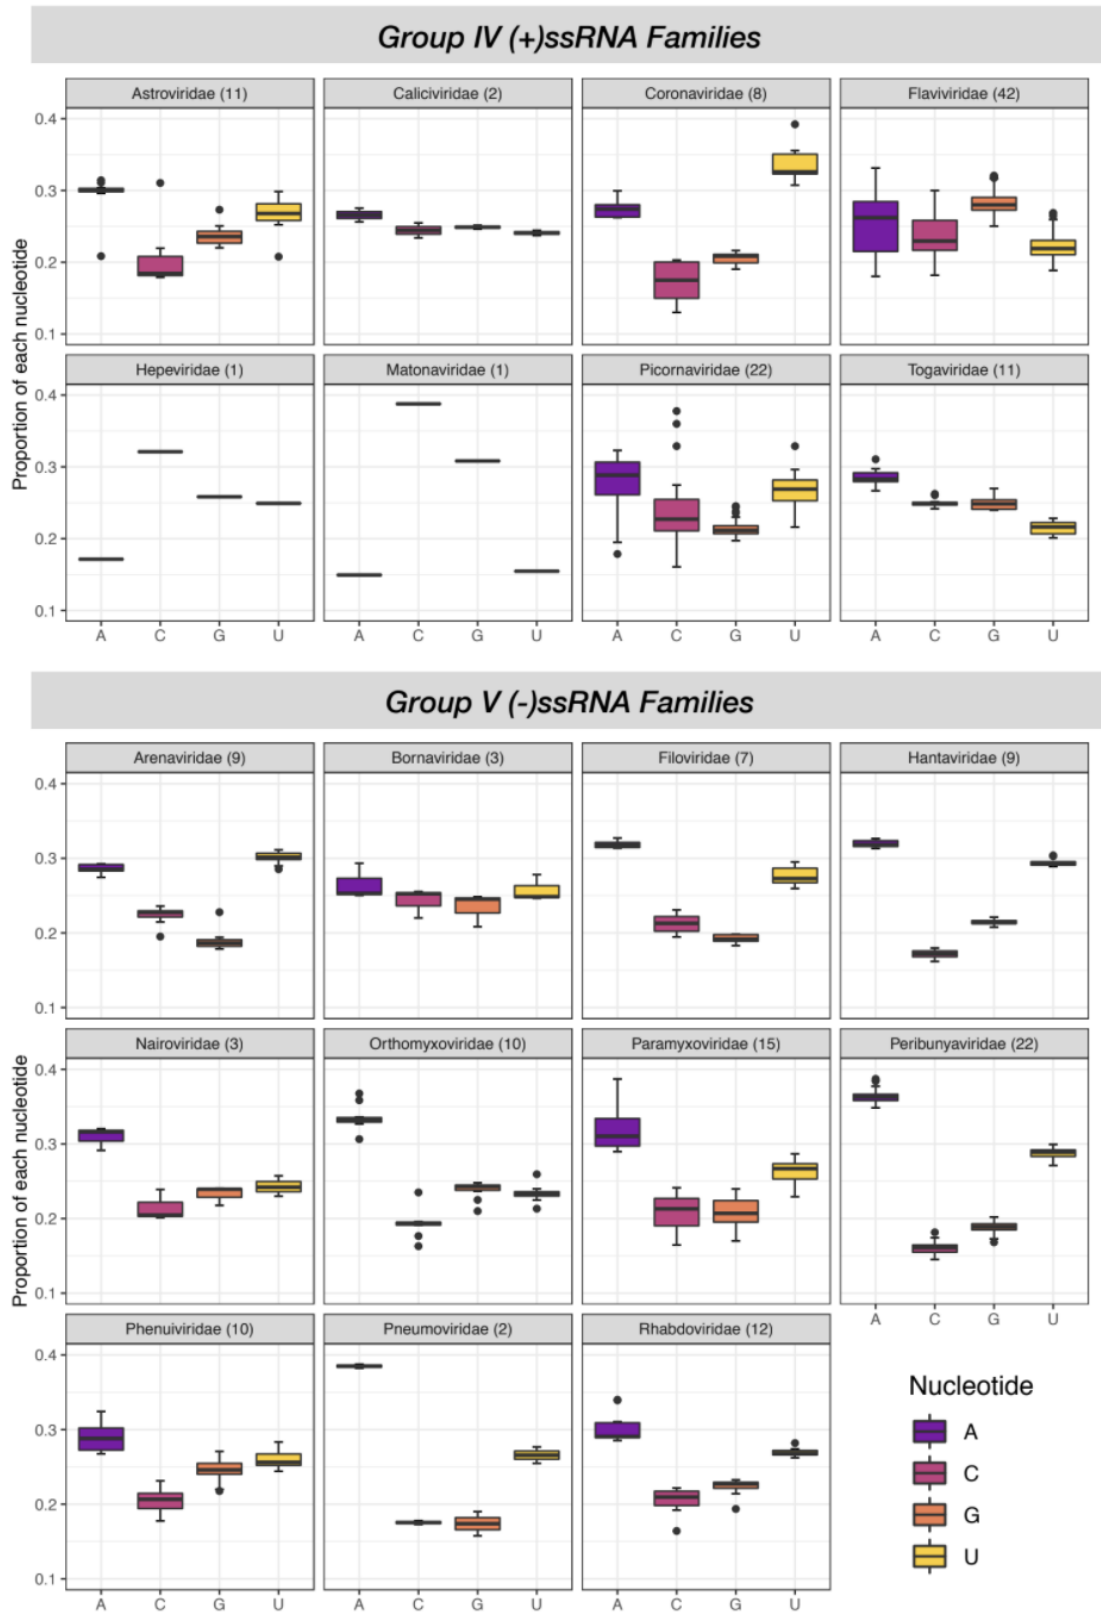 Group IV (+)ssRNA Families
Astroviridae (11) Caliciviridae (2) Coronaviridae (8) Flaviviridae (42)
0.4
0.3
0.2
0.1
Proportion of each nucleotide
Hepeviridae (1) Matonaviridae (1) Picornaviridae (22) Togaviridae (11)
0.4
0.3
0.2
0.1
A C G U A C G U A C G U A C G U
Group V (-)ssRNA Families
Arenaviridae (9) Bornaviridae (3) Filoviridae (7) Hantaviridae (9)
0.4
0.3
0.2
0.1
Nairoviridae (3) Orthomyxoviridae (10) Paramyxoviridae (15) Peribunyaviridae (22)
0.4
0.3
0.2
0.1
Proportion of each nucleotide
A C G U
Phenuiviridae (10) Pneumoviridae (2) Rhabdoviridae (12)
0.4
0.3
0.2
0.1
A C G U A C G U A C G U
Nucleotide
A
C
G
U